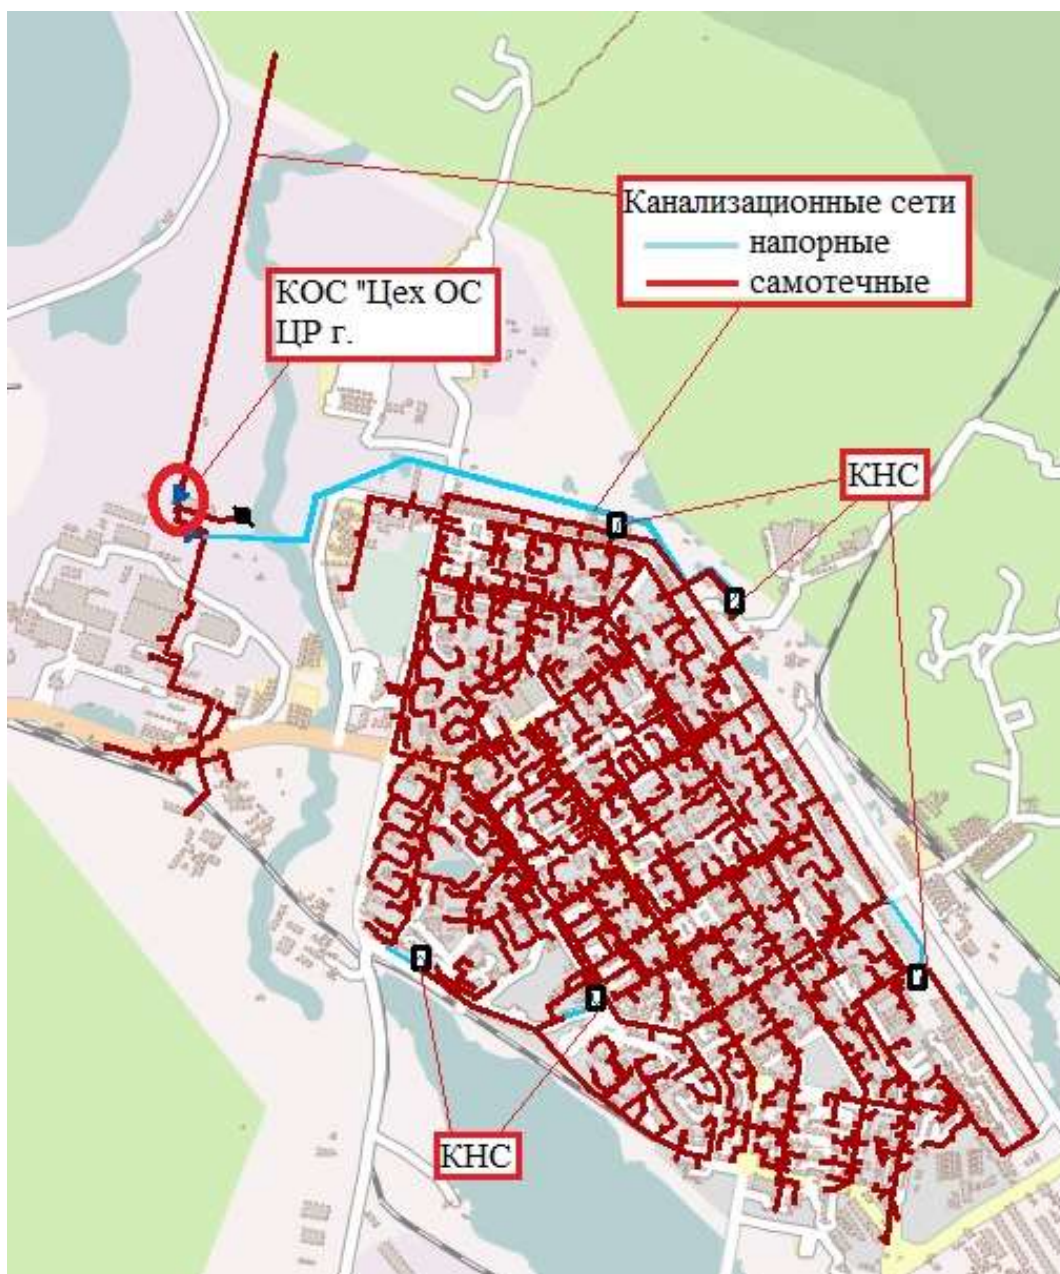 Канализационные сети
напорные
самотечные
КОС "Цех ОС
ЦР г.
КНС
КНС